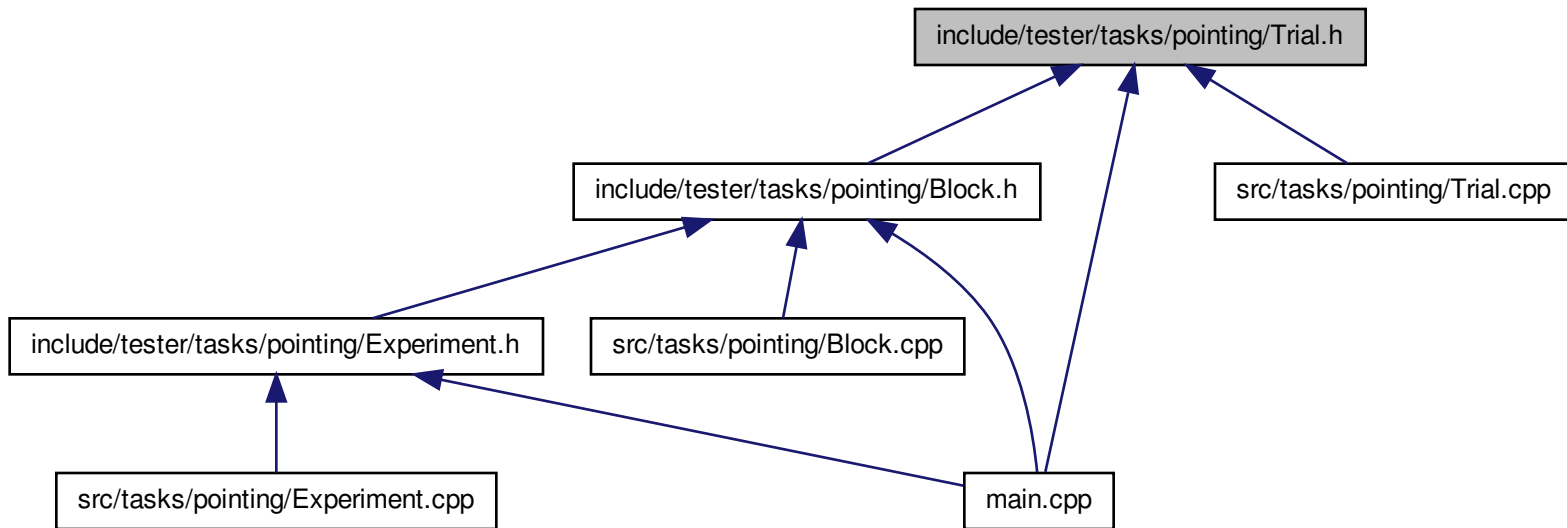 include/tester/tasks/pointing/Trial.h
include/tester/tasks/pointing/Block.h
src/tasks/pointing/Trial.cpp
include/tester/tasks/pointing/Experiment.h
src/tasks/pointing/Block.cpp
src/tasks/pointing/Experiment.cpp
main.cpp